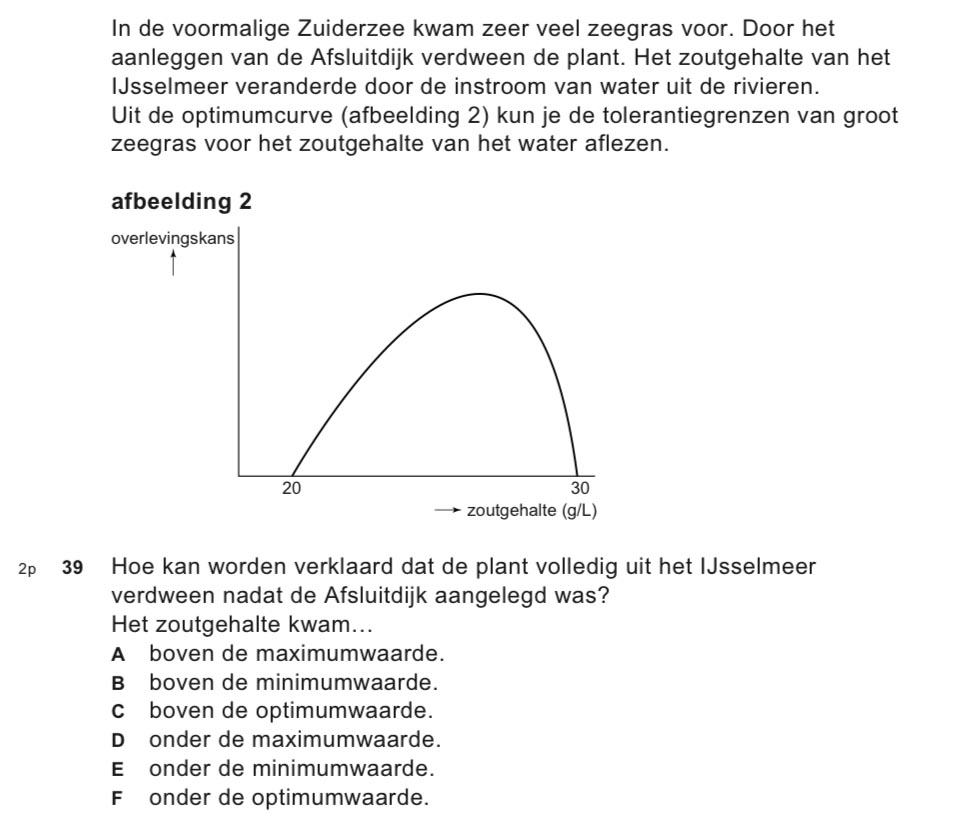 In de voormalige Zuiderzee kwam zeer veel zeegras voor. Door het
aanleggen van de Afsluitdijk verdween de plant. Het zoutgehalte van het
IJsselmeer veranderde door de instroom van water uit de rivieren.
Uit de optimumcurve (afbeelding 2) kun je de tolerantiegrenzen van groot
zeegras voor het zoutgehalte van het water aflezen.
afbeelding 2
overlevingskans
20 30
zoutgehalte (g/L)
2p 39 Hoe kan worden verklaard dat de plant volledig uit het IJsselmeer
verdween nadat de Afsluitdijk aangelegd was?
Het zoutgehalte kwam...
A boven de maximumwaarde.
B boven de minimumwaarde.
C boven de optimumwaarde.
D onder de maximumwaarde.
E onder de minimumwaarde.
F onder de optimumwaarde.